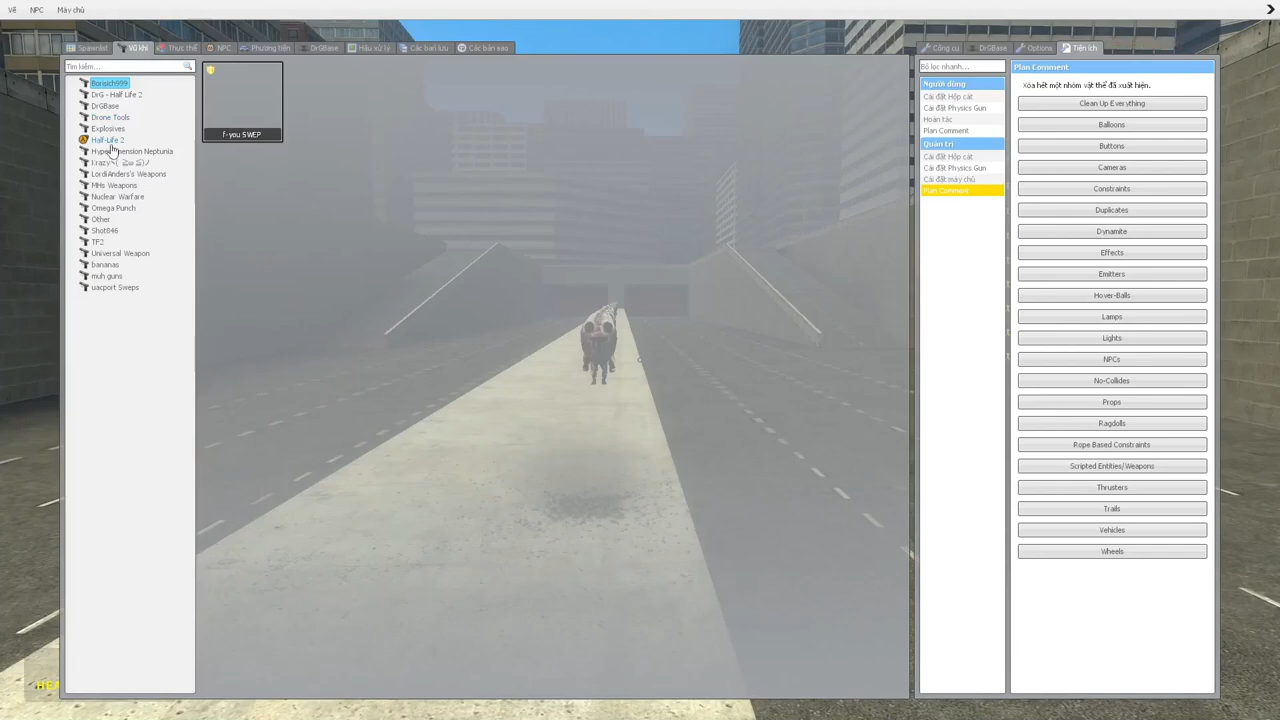 Vẽ NPC Máy chủ
Spawnlist Vũ khí Thực thể NPC Phương tiện DrGBase Hậu xử lý Các bản lưu Các bản sao
Công cụ DrGBase Options Tiện ích
Tìm kiếm...
Borisich999
DrG - Half Life 2
DrGBase
Drone Tools
Explosives
Half-Life 2
Neptunia
LordiAnders's Weapons
MHs Weapons
Nuclear Warfare
Omega Punch
Other
Shot846
TF2
Universal Weapon
bananas
muh guns
uacport Sweps
f-you SWEP
Bộ lọc nhanh...
Người dùng
Cài đặt Hộp cát
Cài đặt Physics Gun
Hoàn tác
Plan Comment
Quản trị
Cài đặt Hộp cát
Cài đặt Physics Gun
Cài đặt máy chủ
Plan Comment
Plan Comment
Xóa hết một nhóm vật thể đã xuất hiện.
Clean Up Everything
Balloons
Buttons
Cameras
Constraints
Duplicates
Dynamite
Effects
Emitters
Hover-Balls
Lamps
Lights
NPCs
No-Collides
Props
Ragdolls
Rope Based Constraints
Scripted Entities/Weapons
Thrusters
Trails
Vehicles
Wheels